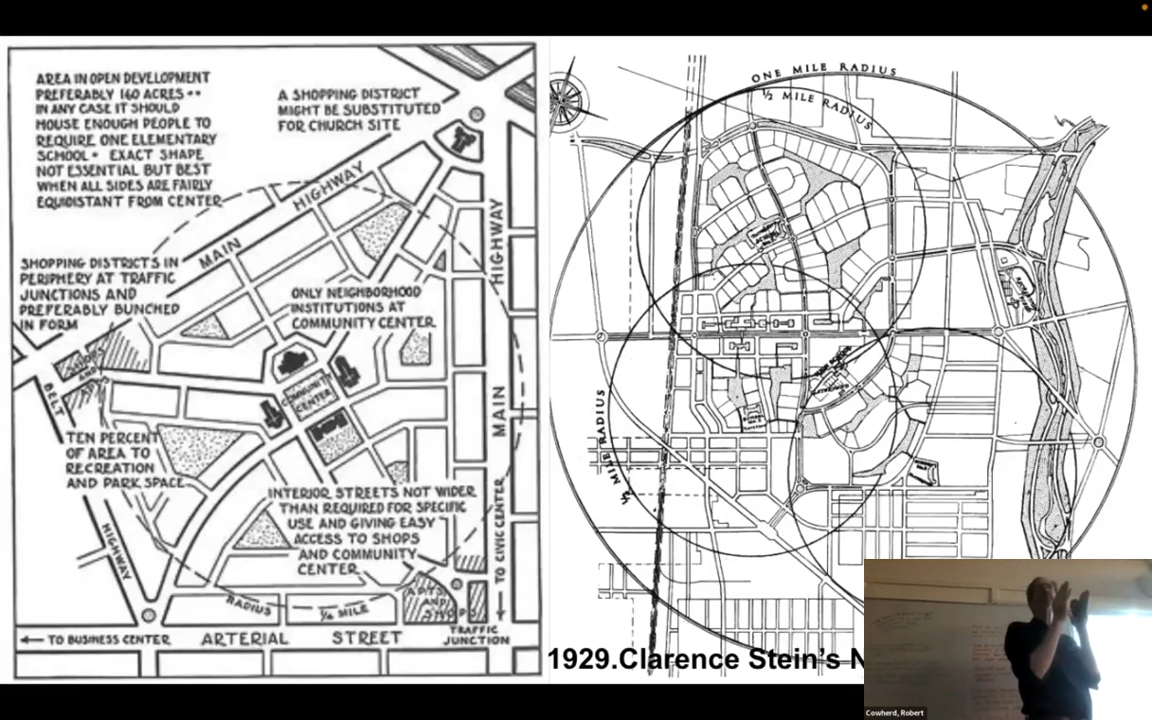 AREA IN OPEN DEVELOPMENT
PREFERABLY 160 ACRES **
IN ANY CASE IT SHOULD
HOUSE ENOUGH PEOPLE TO
REQUIRE ONE ELEMENTARY
SCHOOL * EXACT SHAPE
NOT ESSENTIAL BUT BEST
WHEN ALL SIDES ARE FAIRLY
EQUIDISTANT FROM CENTER
A SHOPPING DISTRICT
MIGHT BE SUBSTITUTED
FOR CHURCH SITE
MAIN HIGHWAY
SHOPPING DISTRICTS IN
PERIPHERY AT TRAFFIC
JUNCTIONS AND
PREFERABLY BUNCHED
IN FORM
ONLY NEIGHBORHOOD
INSTITUTIONS AT
COMMUNITY CENTER
HIGHWAY
MAIN
SHOPS
AND
APTS
BELT
HIGHWAY
COMMUNITY
CENTER
TEN PERCENT
OF AREA TO
RECREATION
AND PARK SPACE
INTERIOR STREETS NOT WIDER
THAN REQUIRED FOR SPECIFIC
USE AND GIVING EASY
ACCESS TO SHOPS
AND COMMUNITY
CENTER
TO CIVIC CENTER
RADIUS 1/4 MILE
APTS
AND
SHOPS
TRAFFIC
JUNCTION
← TO BUSINESS CENTER ARTERIAL STREET
ONE MILE RADIUS
1/2 MILE RADIUS
1/2 MILE RADIUS
1929.Clarence Stein's N
Cowherd, Robert